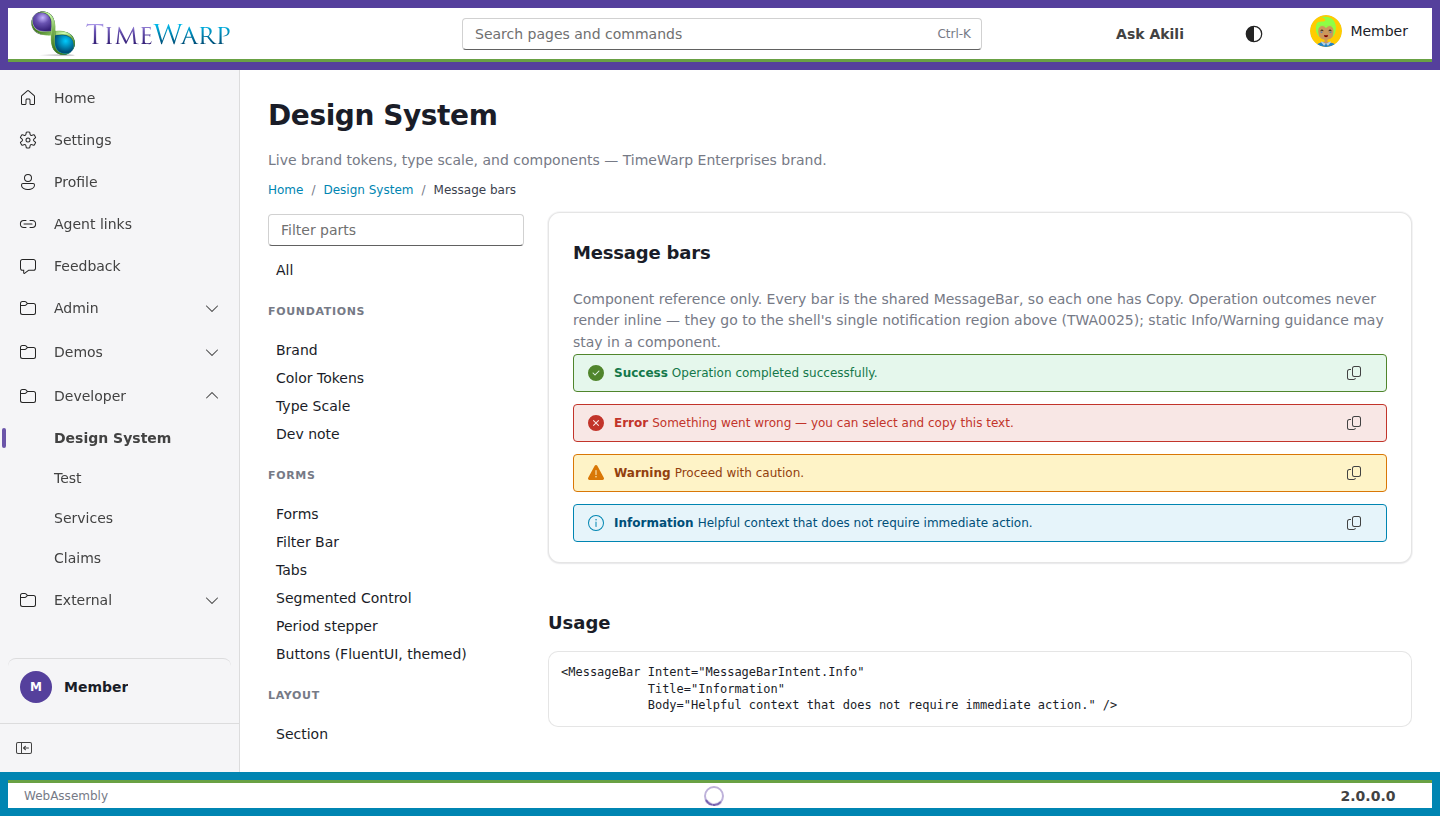 TimeWarp
Search pages and commands
Ctrl-K
Ask Akili
Member
Home
Settings
Profile
Agent links
Feedback
Admin
Demos
Developer
Design System
Test
Services
Claims
External
M
Member
Design System
Live brand tokens, type scale, and components — TimeWarp Enterprises brand.
Home / Design System / Message bars
Filter parts
All
FOUNDATIONS
Brand
Color Tokens
Type Scale
Dev note
FORMS
Forms
Filter Bar
Tabs
Segmented Control
Period stepper
Buttons (FluentUI, themed)
LAYOUT
Section
Message bars
Component reference only. Every bar is the shared MessageBar, so each one has Copy. Operation outcomes never
render inline — they go to the shell's single notification region above (TWA0025); static Info/Warning guidance may
stay in a component.
Success Operation completed successfully.
Error Something went wrong — you can select and copy this text.
Warning Proceed with caution.
Information Helpful context that does not require immediate action.
Usage
<MessageBar Intent="MessageBarIntent.Info"
Title="Information"
Body="Helpful context that does not require immediate action." />
WebAssembly
2.0.0.0